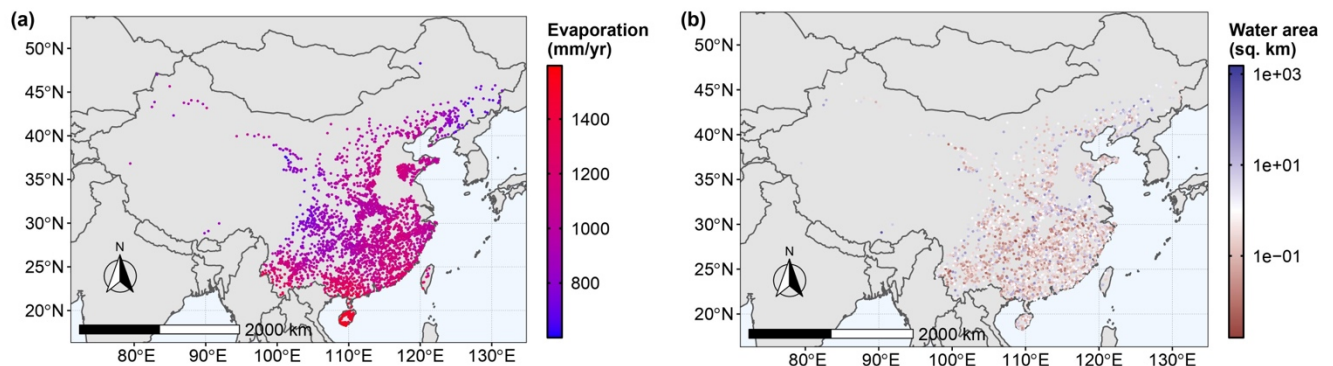 (a)
Evaporation
(mm/yr)
1400
1200
1000
800
50°N
45°N
40°N
35°N
30°N
25°N
20°N
N
2000 km
80°E 90°E 100°E 110°E 120°E 130°E
(b)
Water area
(sq. km)
1e+03
1e+01
1e−01
50°N
45°N
40°N
35°N
30°N
25°N
20°N
N
2000 km
80°E 90°E 100°E 110°E 120°E 130°E